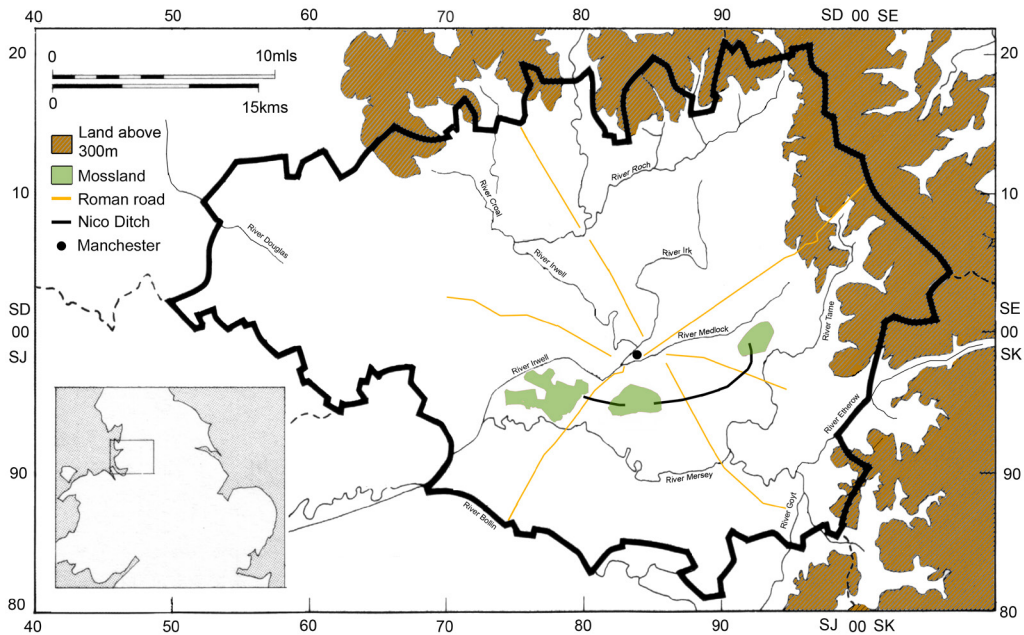 40
50
60
70
80
90
SD 00 SE
20
20
0
10mls
0
15kms
Land above
300m
Mossland
Roman road
Nico Ditch
Manchester
10
10
River Roch
River Croal
River Douglas
River Irwell
River Irk
SD
00
SJ
SE
00
SK
River Medlock
River Tame
River Irwell
River Etherow
90
90
River Mersey
River Bollin
River Goyt
80
80
40
50
60
70
80
90
SJ 00 SK